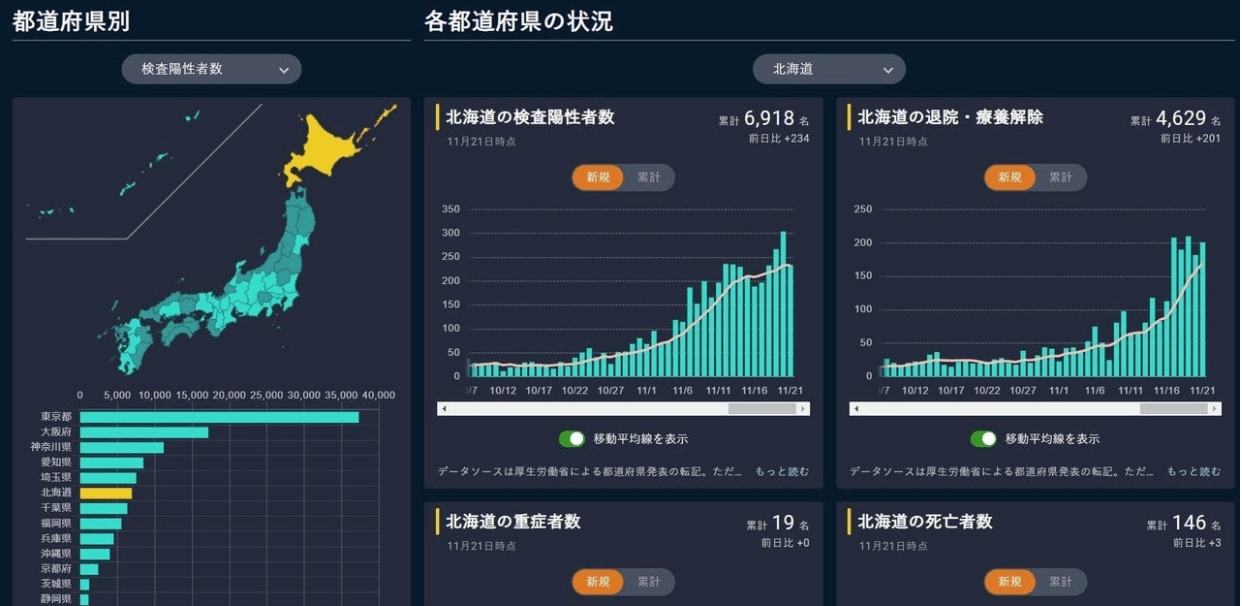 都道府県別
検査陽性者数
0 5,000 10,000 15,000 20,000 25,000 30,000 35,000 40,000
東京都
大阪府
神奈川県
愛知県
埼玉県
北海道
千葉県
福岡県
兵庫県
沖縄県
京都府
茨城県
静岡県
各都道府県の状況
北海道
北海道の検査陽性者数
累計 6,918 名
11月21日時点
前日比 +234
新規 累計
350
300
250
200
150
100
50
0
/7 10/12 10/17 10/22 10/27 11/1 11/6 11/11 11/16 11/21
移動平均線を表示
データソースは厚生労働省による都道府県発表の転記。ただ... もっと読む
北海道の退院・療養解除
累計 4,629 名
11月21日時点
前日比 +201
新規 累計
250
200
150
100
50
0
/7 10/12 10/17 10/22 10/27 11/1 11/6 11/11 11/16 11/21
移動平均線を表示
データソースは厚生労働省による都道府県発表の転記。ただ... もっと読む
北海道の重症者数
累計 19 名
11月21日時点
前日比 +0
新規 累計
北海道の死亡者数
累計 146 名
11月21日時点
前日比 +3
新規 累計